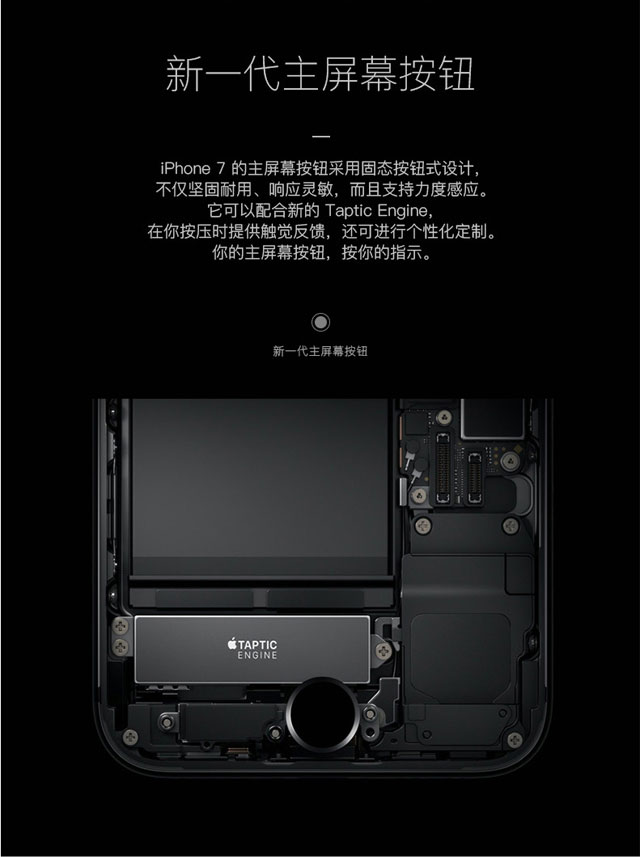 新一代主屏幕按钮
iPhone 7 的主屏幕按钮采用固态按钮式设计，
不仅坚固耐用、响应灵敏，而且支持力度感应。
它可以配合新的 Taptic Engine，
在你按压时提供触觉反馈，还可进行个性化定制。
你的主屏幕按钮，按你的指示。
新一代主屏幕按钮
TAPTIC
ENGINE